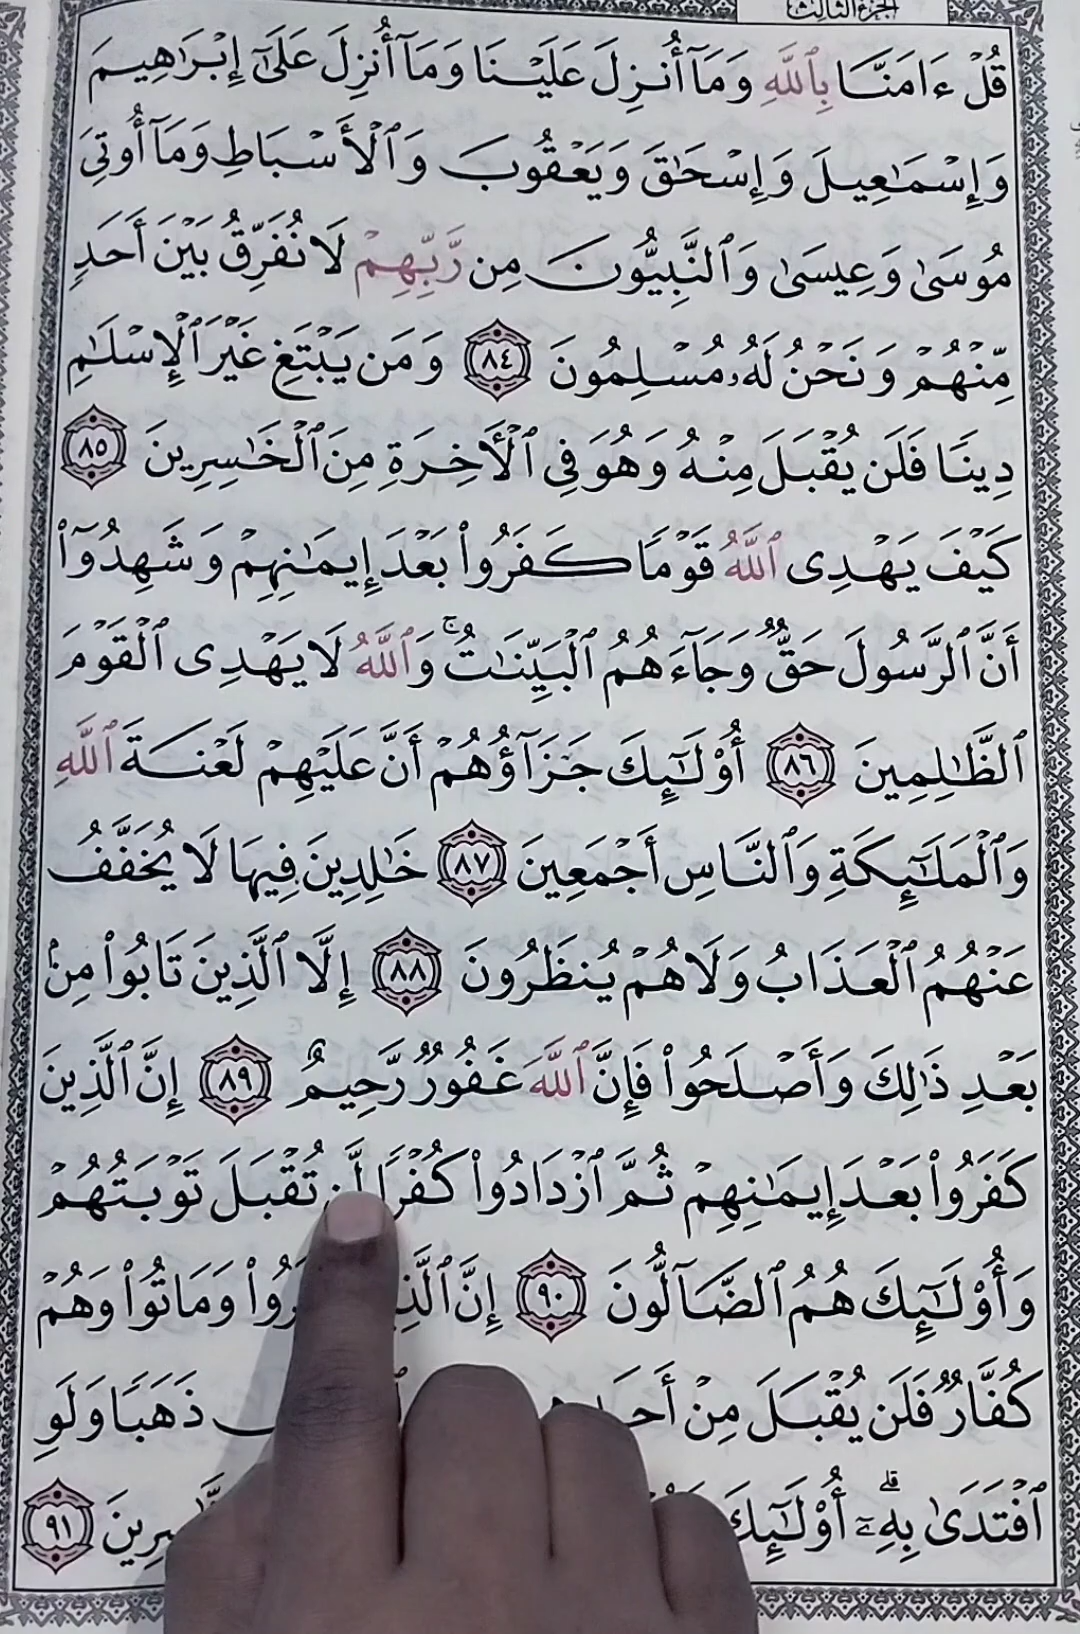 الجزء الثالث
قُلْ ءَامَنَّا بِٱللَّهِ وَمَآ أُنزِلَ عَلَيْنَا وَمَآ أُنزِلَ عَلَىٰٓ إِبْرَٰهِيمَ
وَإِسْمَٰعِيلَ وَإِسْحَٰقَ وَيَعْقُوبَ وَٱلْأَسْبَاطِ وَمَآ أُوتِىَ
مُوسَىٰ وَعِيسَىٰ وَٱلنَّبِيُّونَ مِن رَّبِّهِمْ لَا نُفَرِّقُ بَيْنَ أَحَدٍ
مِّنْهُمْ وَنَحْنُ لَهُۥ مُسْلِمُونَ ٨٤ وَمَن يَبْتَغِ غَيْرَ ٱلْإِسْلَٰمِ
دِينًا فَلَن يُقْبَلَ مِنْهُ وَهُوَ فِى ٱلْأَخِرَةِ مِنَ ٱلْخَٰسِرِينَ ٨٥
كَيْفَ يَهْدِى ٱللَّهُ قَوْمًا كَفَرُوا۟ بَعْدَ إِيمَٰنِهِمْ وَشَهِدُوٓا۟
أَنَّ ٱلرَّسُولَ حَقٌّ وَجَآءَهُمُ ٱلْبَيِّنَٰتُ ۚ وَٱللَّهُ لَا يَهْدِى ٱلْقَوْمَ
ٱلظَّٰلِمِينَ ٨٦ أُو۟لَٰٓئِكَ جَزَآؤُهُمْ أَنَّ عَلَيْهِمْ لَعْنَةَ ٱللَّهِ
وَٱلْمَلَٰٓئِكَةِ وَٱلنَّاسِ أَجْمَعِينَ ٨٧ خَٰلِدِينَ فِيهَا لَا يُخَفَّفُ
عَنْهُمُ ٱلْعَذَابُ وَلَا هُمْ يُنظَرُونَ ٨٨ إِلَّا ٱلَّذِينَ تَابُوا۟ مِنۢ
بَعْدِ ذَٰلِكَ وَأَصْلَحُوا۟ فَإِنَّ ٱللَّهَ غَفُورٌ رَّحِيمٌ ٨٩ إِنَّ ٱلَّذِينَ
كَفَرُوا۟ بَعْدَ إِيمَٰنِهِمْ ثُمَّ ٱزْدَادُوا۟ كُفْرًا لَّن تُقْبَلَ تَوْبَتُهُمْ
وَأُو۟لَٰٓئِكَ هُمُ ٱلضَّآلُّونَ ٩٠ إِنَّ وَمَاتُوا۟ وَهُمْ
كُفَّارٌ فَلَن يُقْبَلَ مِنْ ذَهَبًا وَلَوِ
ٱفْتَدَىٰ بِهِۦٓ ۗ أُو۟لَٰٓئِكَ ٩١